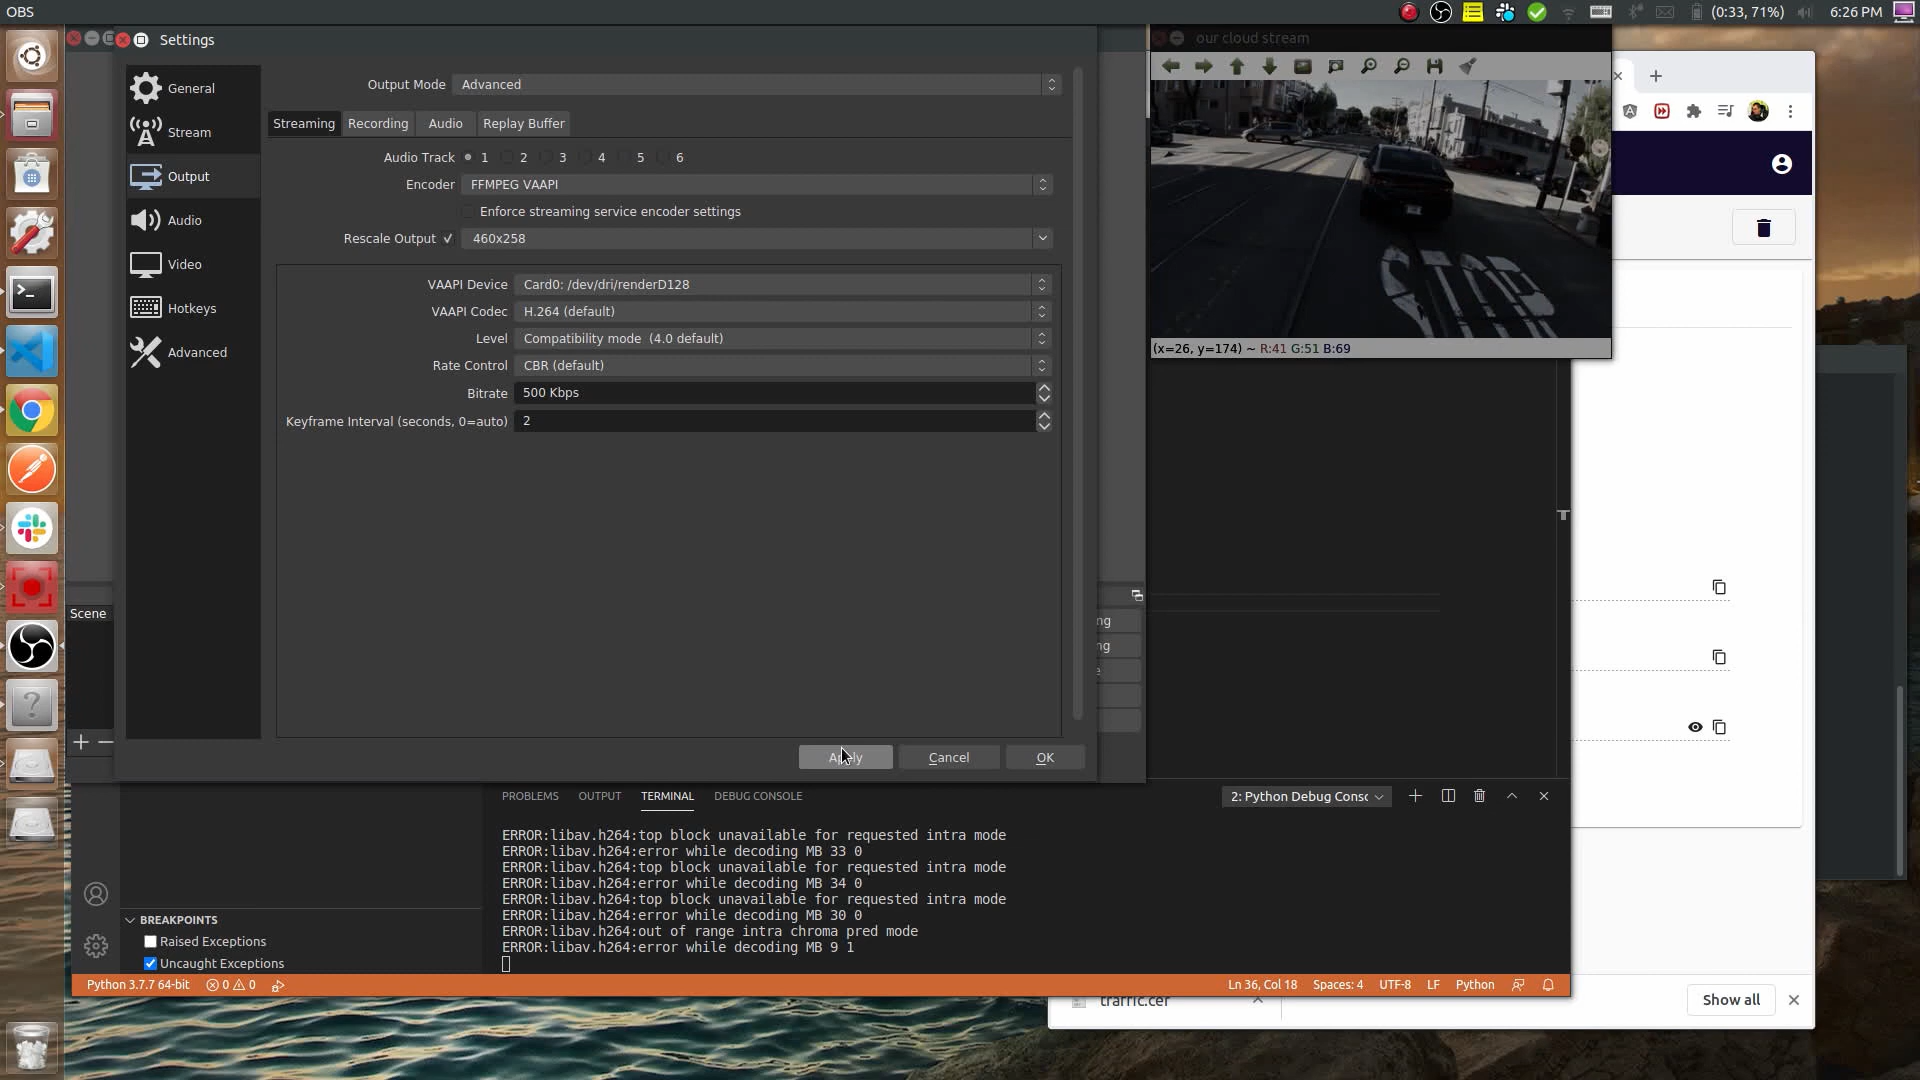 OBS
(0:33, 71%)
6:26 PM
Settings
General
Stream
Output
Audio
Video
Hotkeys
Advanced
Output Mode Advanced
Streaming Recording Audio Replay Buffer
Audio Track 1 2 3 4 5 6
Encoder FFMPEG VAAPI
Enforce streaming service encoder settings
Rescale Output 460x258
VAAPI Device Card0: /dev/dri/renderD128
VAAPI Codec H.264 (default)
Level Compatibility mode (4.0 default)
Rate Control CBR (default)
Bitrate 500 Kbps
Keyframe Interval (seconds, 0=auto) 2
Apply Cancel OK
Scene
ng
ng
e
our cloud stream
STOP
(x=26, y=174) ~ R:41 G:51 B:69
PROBLEMS OUTPUT TERMINAL DEBUG CONSOLE
2: Python Debug Consc
ERROR:libav.h264:top block unavailable for requested intra mode
ERROR:libav.h264:error while decoding MB 33 0
ERROR:libav.h264:top block unavailable for requested intra mode
ERROR:libav.h264:error while decoding MB 34 0
ERROR:libav.h264:top block unavailable for requested intra mode
ERROR:libav.h264:error while decoding MB 30 0
ERROR:libav.h264:out of range intra chroma pred mode
ERROR:libav.h264:error while decoding MB 9 1
BREAKPOINTS
Raised Exceptions
Uncaught Exceptions
Python 3.7.7 64-bit 0 0
Ln 36, Col 18 Spaces: 4 UTF-8 LF Python
traffic.cer
Show all